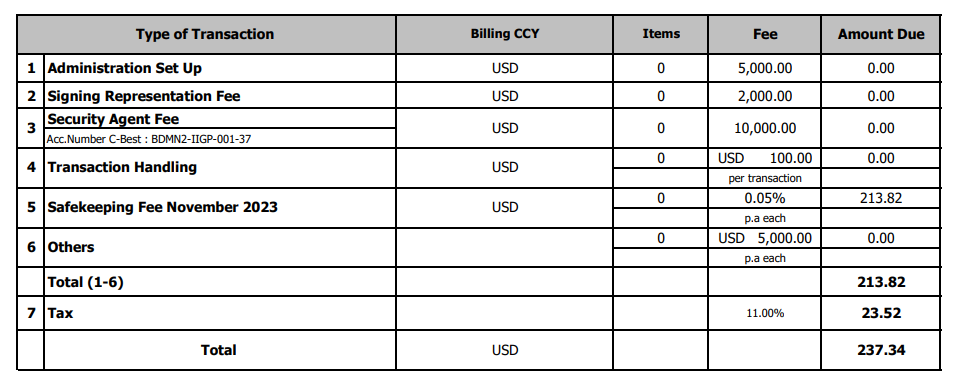 Type of Transaction Billing CCY Items Fee Amount Due
1 Administration Set Up USD 0 5,000.00 0.00
2 Signing Representation Fee USD 0 2,000.00 0.00
3 Security Agent Fee USD 0 10,000.00 0.00
Acc.Number C-Best : BDMN2-IIGP-001-37
4 Transaction Handling USD 0 USD 100.00 0.00
per transaction
5 Safekeeping Fee November 2023 USD 0 0.05% 213.82
p.a each
6 Others 0 USD 5,000.00 0.00
p.a each
Total (1-6) 213.82
7 Tax 11.00% 23.52
Total USD 237.34